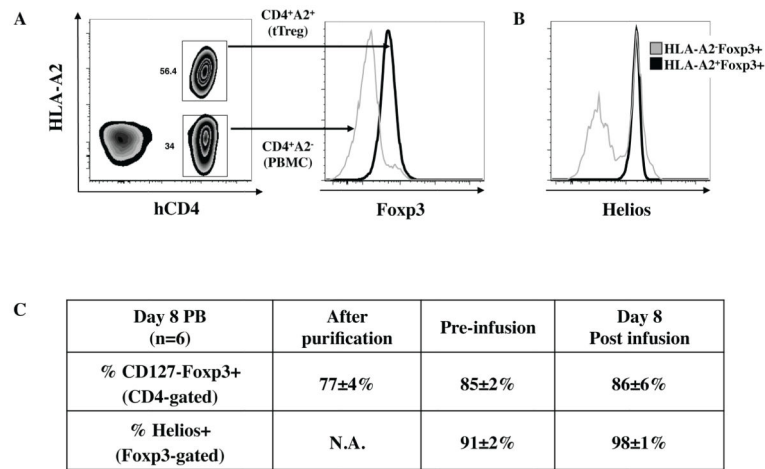 A
CD4⁺A2⁺
(tTreg)
B
HLA-A2⁻Foxp3+
HLA-A2⁺Foxp3+
HLA-A2
56.4
34
CD4⁺A2⁻
(PBMC)
hCD4
Foxp3
Helios
C
Day 8 PB
(n=6)
After
purification
Pre-infusion
Day 8
Post infusion
% CD127-Foxp3+
(CD4-gated)
77±4%
85±2%
86±6%
% Helios+
(Foxp3-gated)
N.A.
91±2%
98±1%